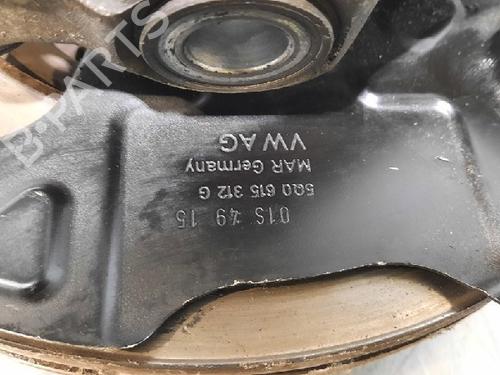 VW AG
MAR Germany
5Q0 615 312 G
01S 49 15
B-PARTS